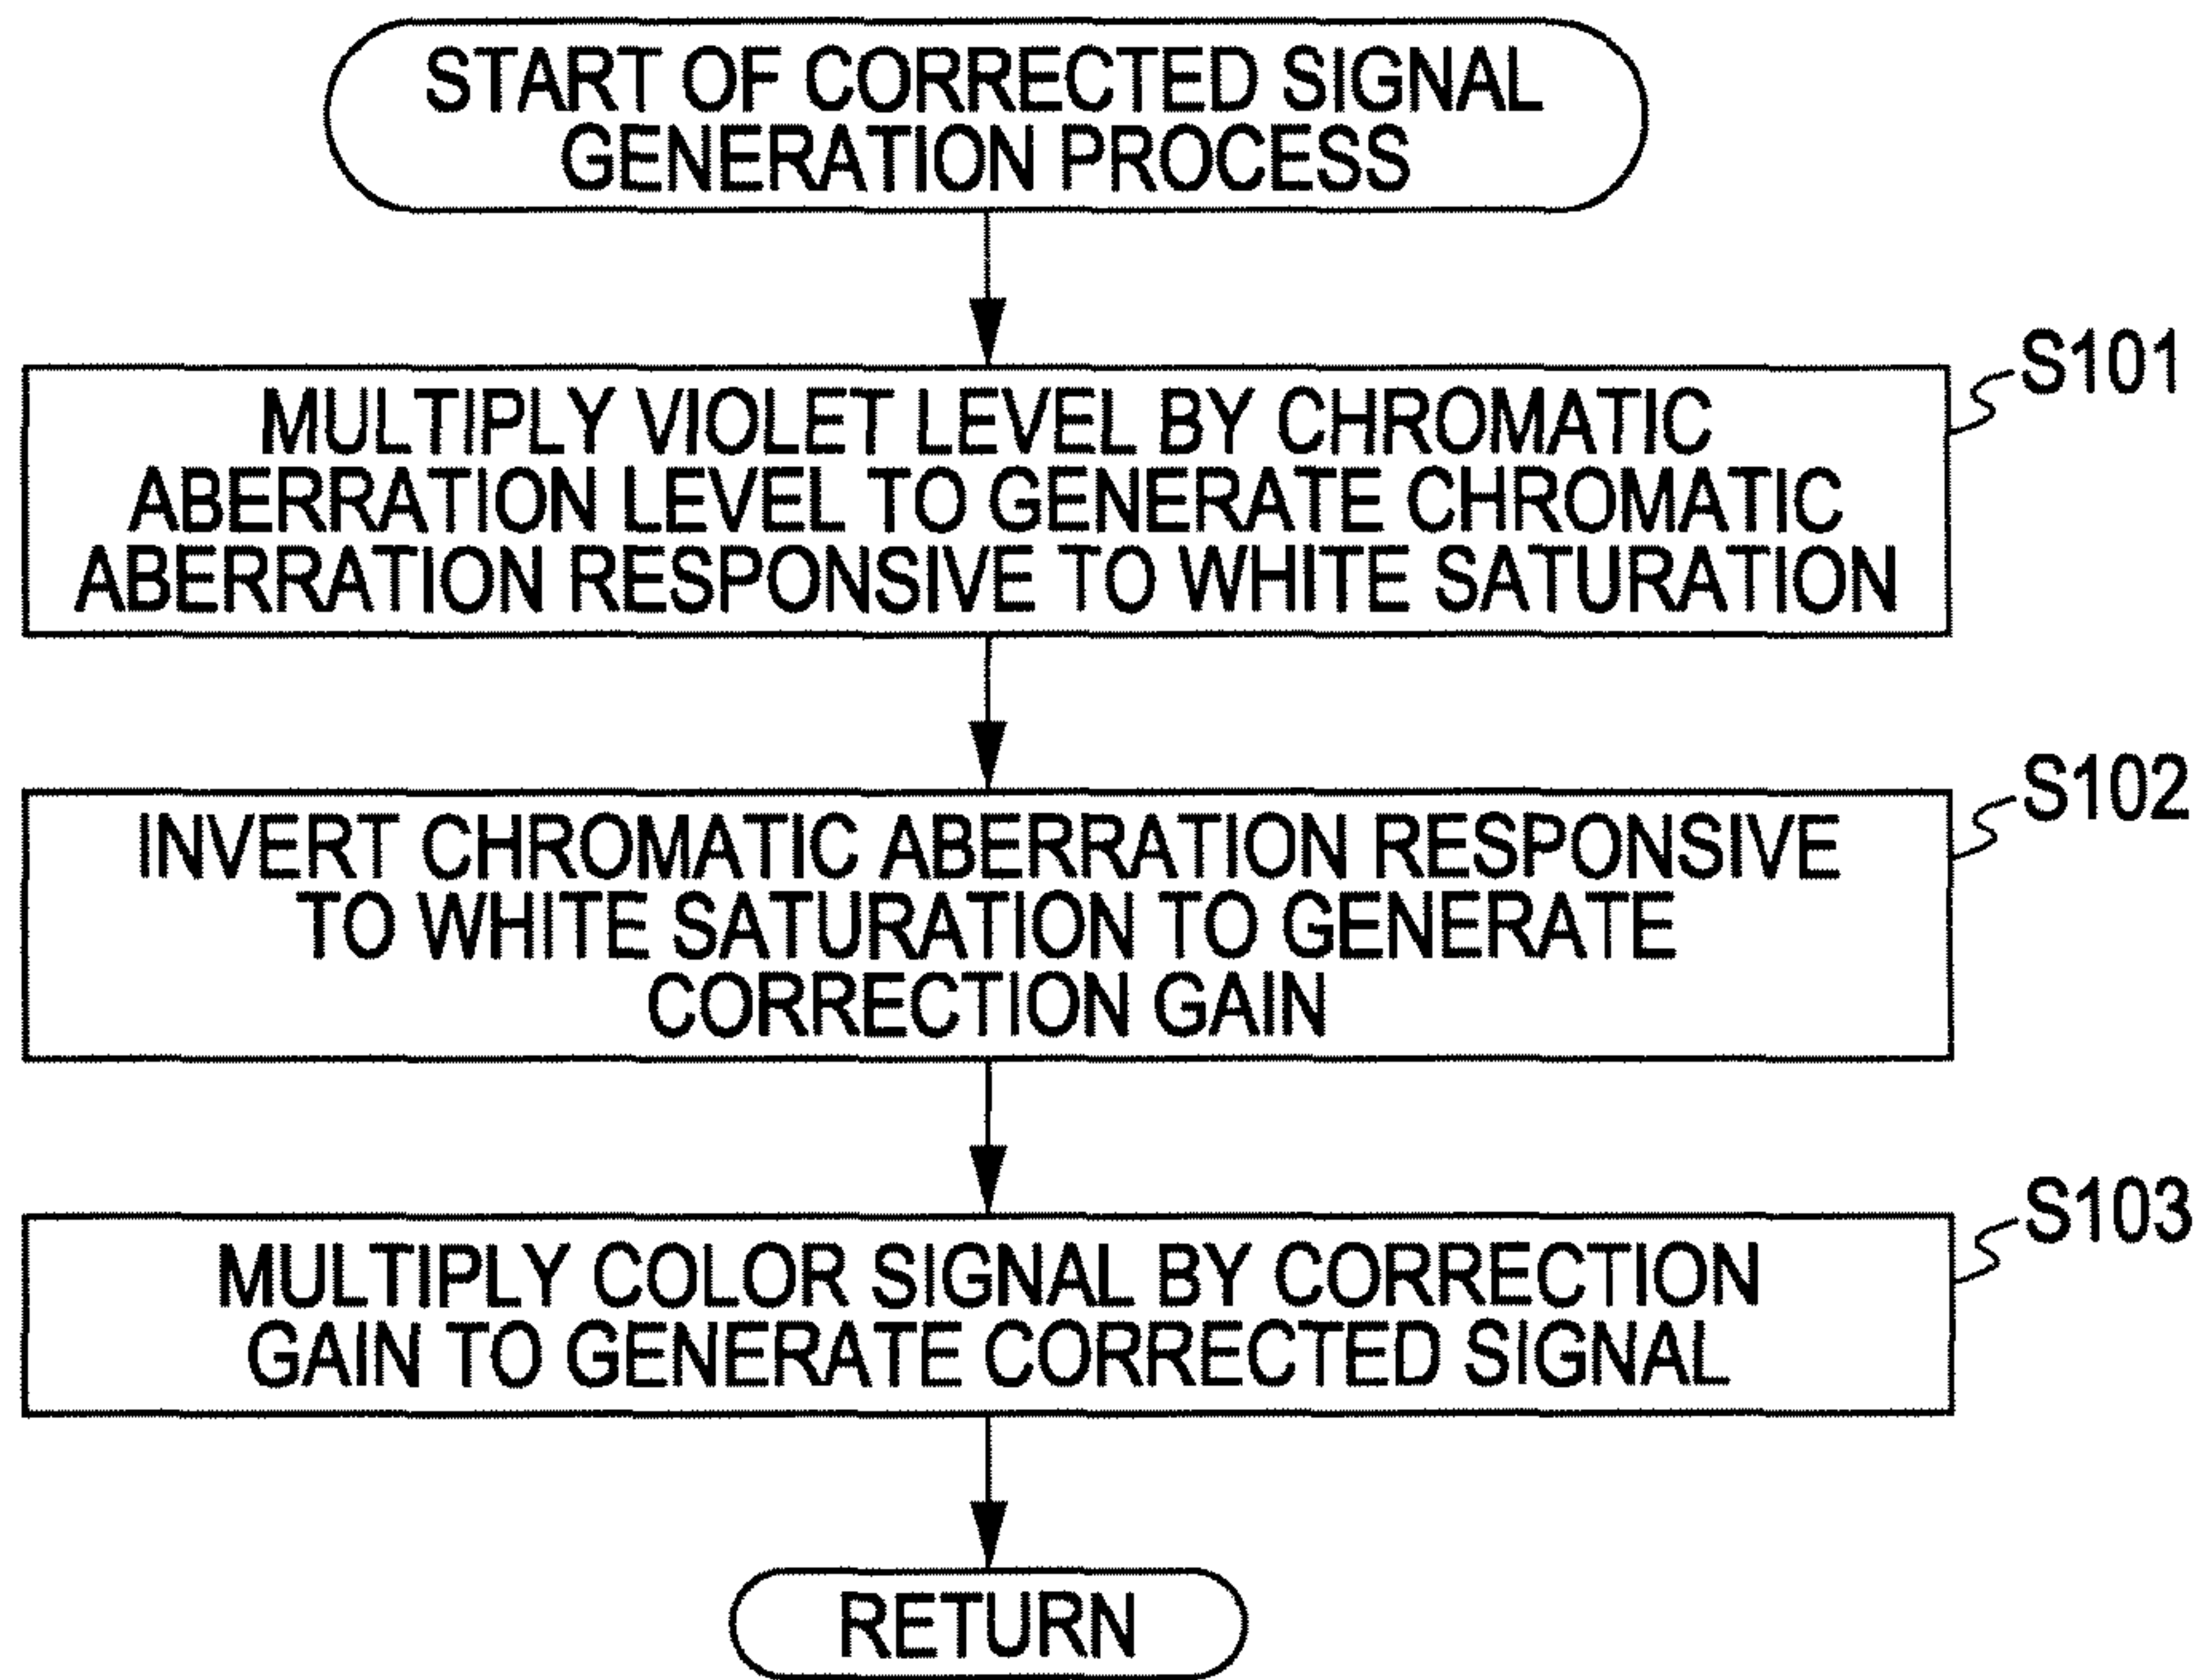 START OF CORRECTED SIGNAL
GENERATION PROCESS
S101
MULTIPLY VIOLET LEVEL BY CHROMATIC
ABERRATION LEVEL TO GENERATE CHROMATIC
ABERRATION RESPONSIVE TO WHITE SATURATION
S102
INVERT CHROMATIC ABERRATION RESPONSIVE
TO WHITE SATURATION TO GENERATE
CORRECTION GAIN
S103
MULTIPLY COLOR SIGNAL BY CORRECTION
GAIN TO GENERATE CORRECTED SIGNAL
RETURN